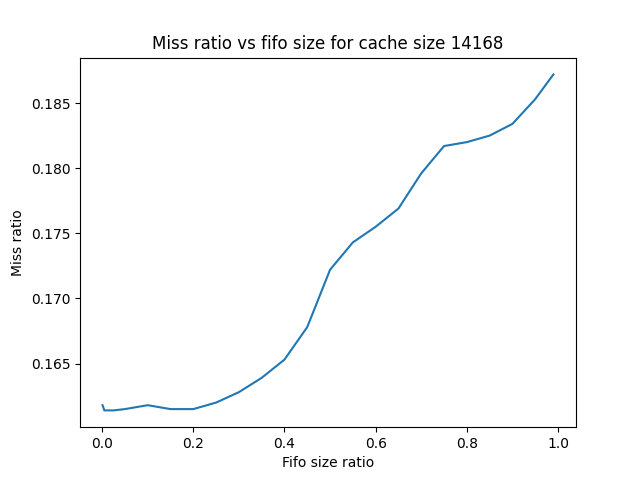 Miss ratio vs fifo size for cache size 14168
0.185
0.180
0.175
0.170
0.165
Miss ratio
0.0 0.2 0.4 0.6 0.8 1.0
Fifo size ratio